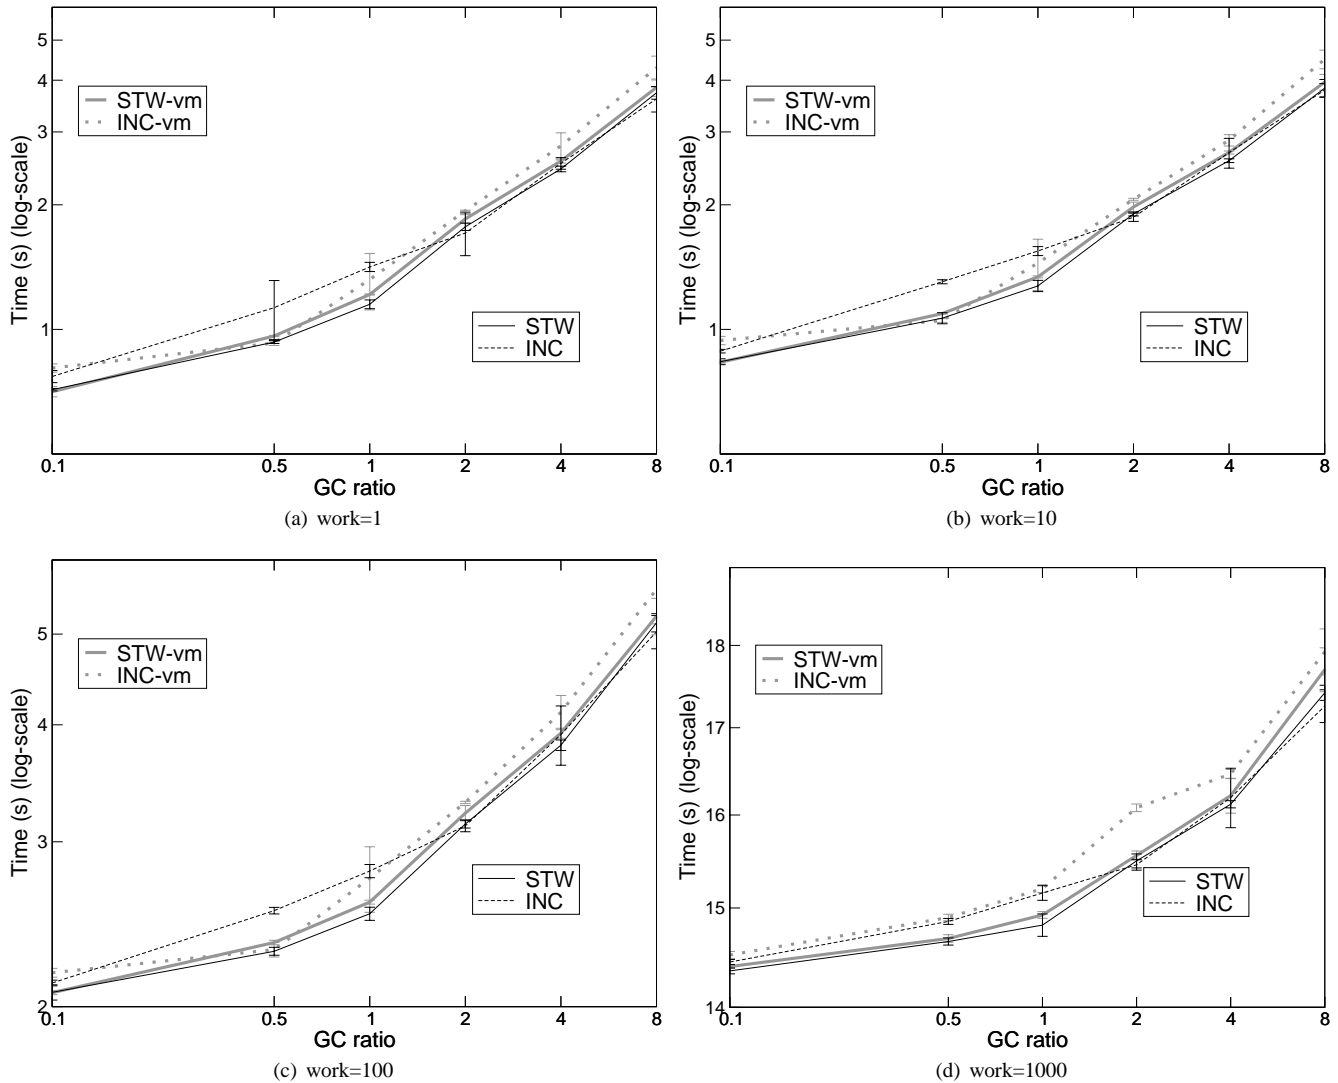 5
4
3
2
1
Time (s) (log-scale)
STW-vm
INC-vm
STW
INC
0.1 0.5 1 2 4 8
GC ratio
(a) work=1
5
4
3
2
1
Time (s) (log-scale)
STW-vm
INC-vm
STW
INC
0.1 0.5 1 2 4 8
GC ratio
(b) work=10
5
4
3
2
Time (s) (log-scale)
STW-vm
INC-vm
STW
INC
0.1 0.5 1 2 4 8
GC ratio
(c) work=100
18
17
16
15
14
Time (s) (log-scale)
STW-vm
INC-vm
STW
INC
0.1 0.5 1 2 4 8
GC ratio
(d) work=1000